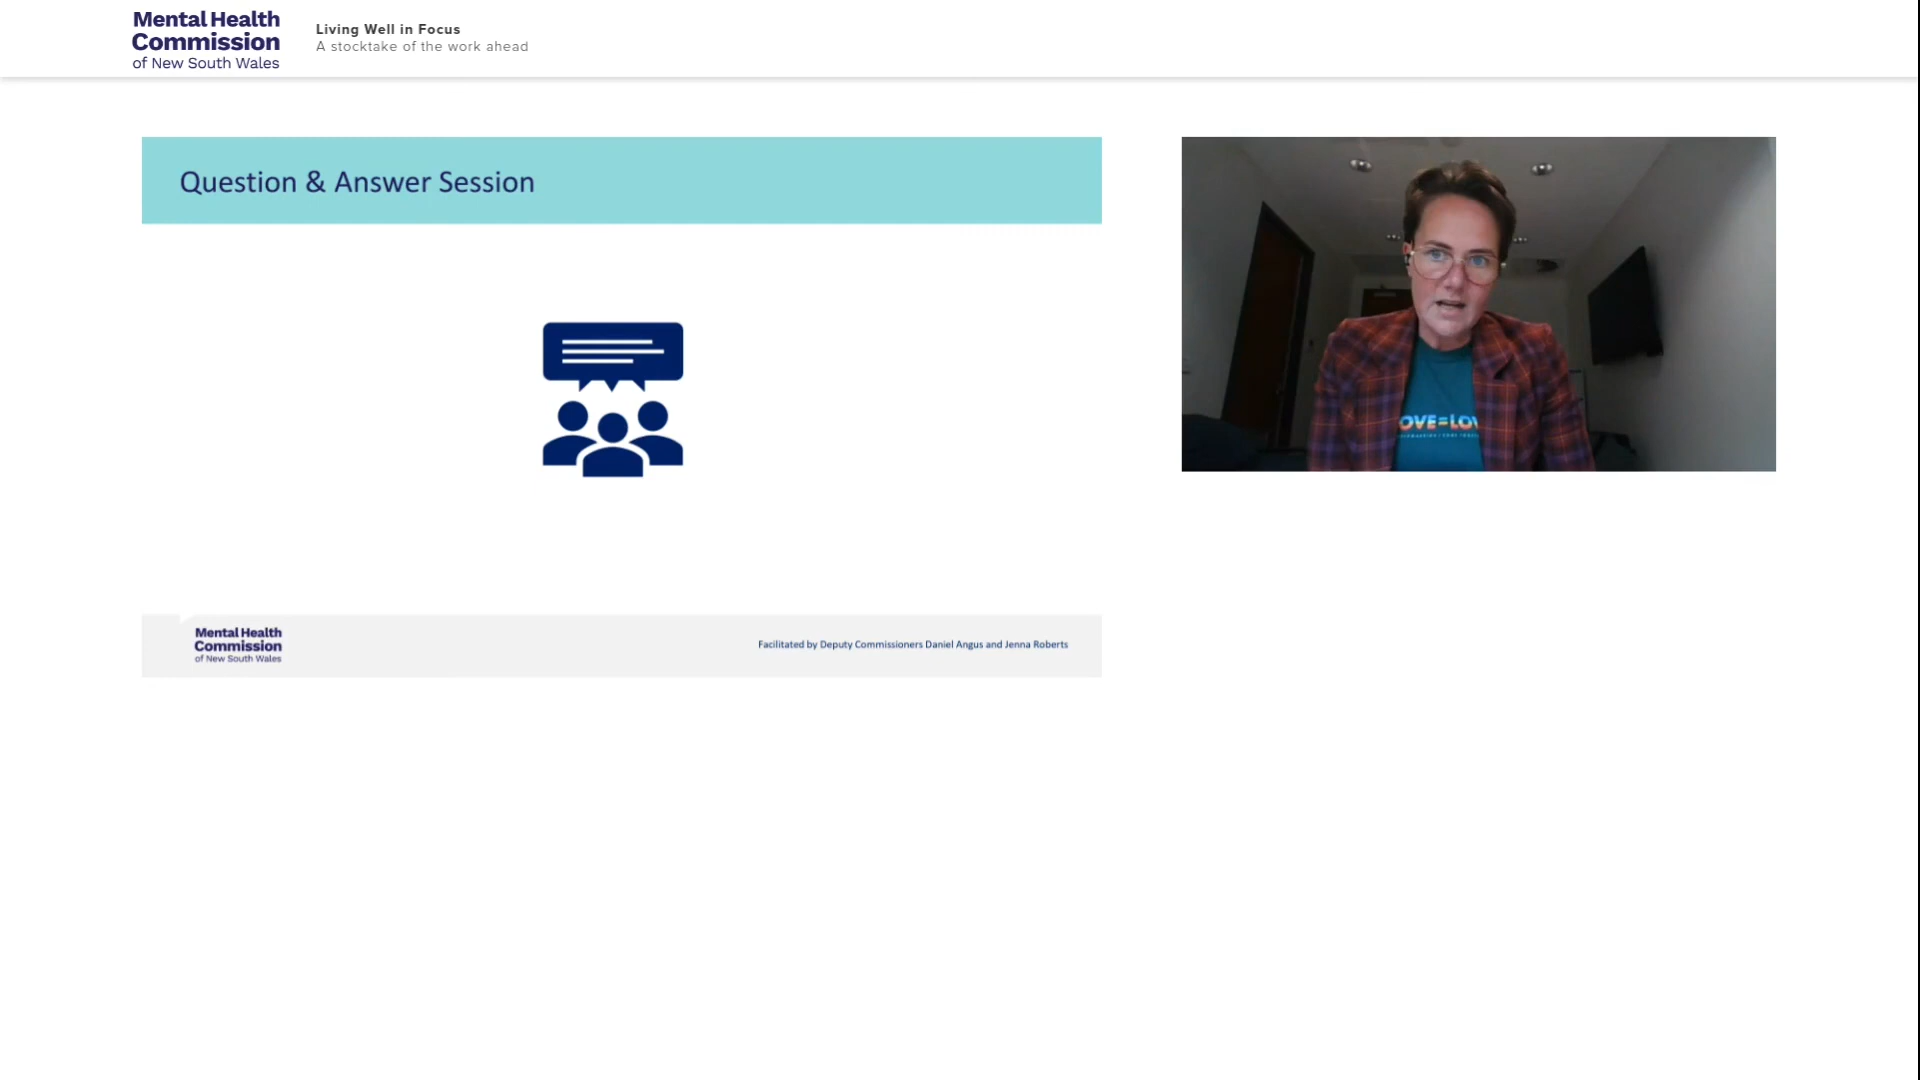 Mental Health
Commission
of New South Wales
Living Well in Focus
A stocktake of the work ahead
Question & Answer Session
OVE=LO
Mental Health
Commission
of New South Wales
Facilitated by Deputy Commissioners Daniel Angus and Jenna Roberts